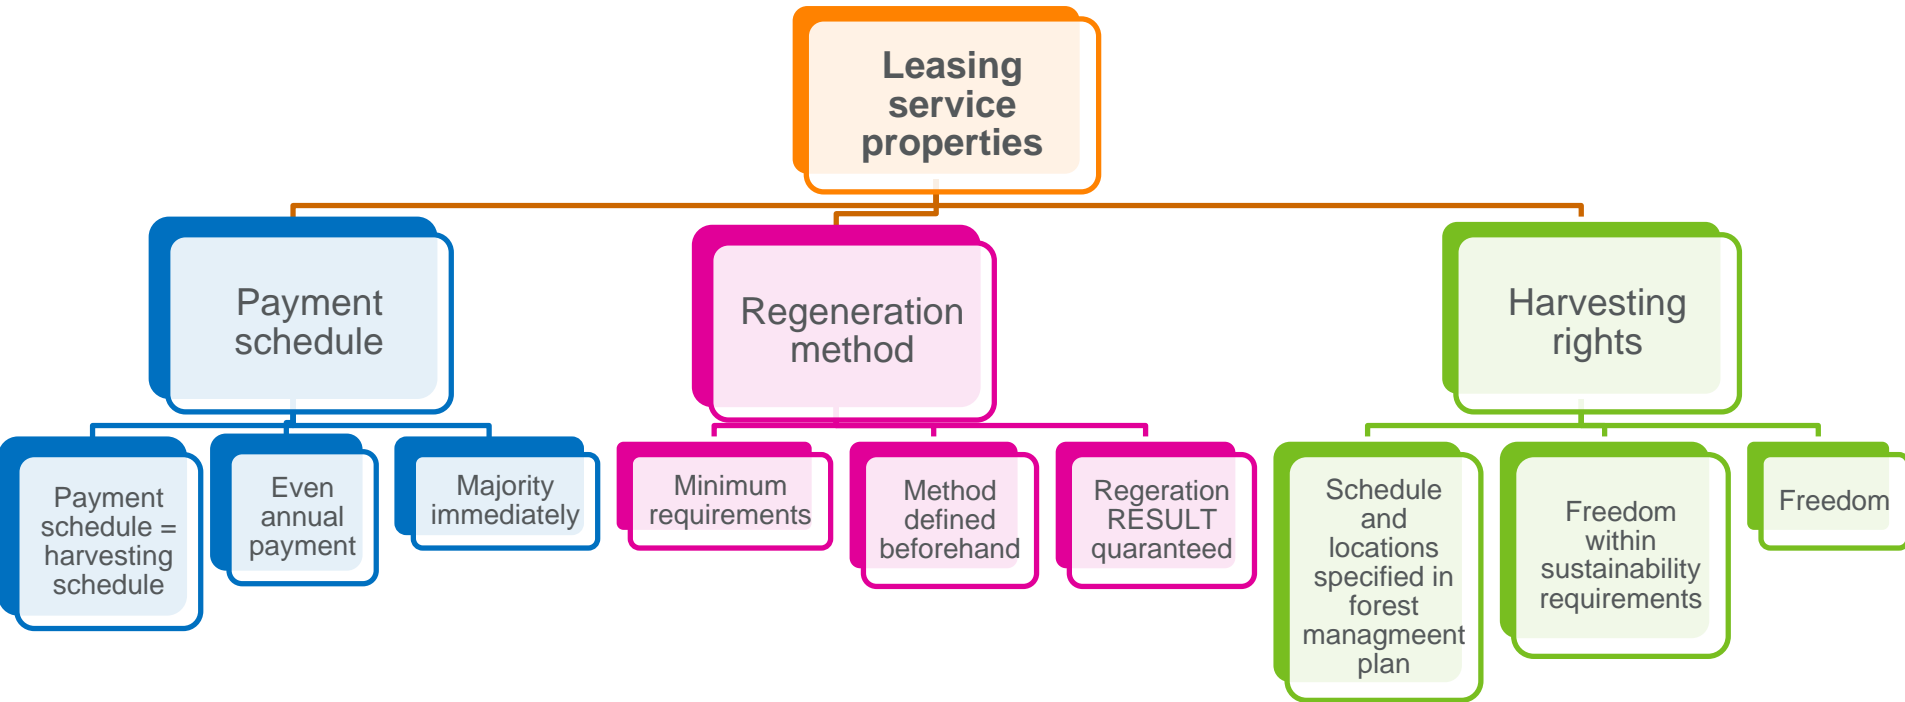 Leasing
service
properties
Payment
schedule
Regeneration
method
Harvesting
rights
Payment
schedule =
harvesting
schedule
Even
annual
payment
Majority
immediately
Minimum
requirements
Method
defined
beforehand
Regeration
RESULT
quaranteed
Schedule
and
locations
specified in
forest
managmeent
plan
Freedom
within
sustainability
requirements
Freedom